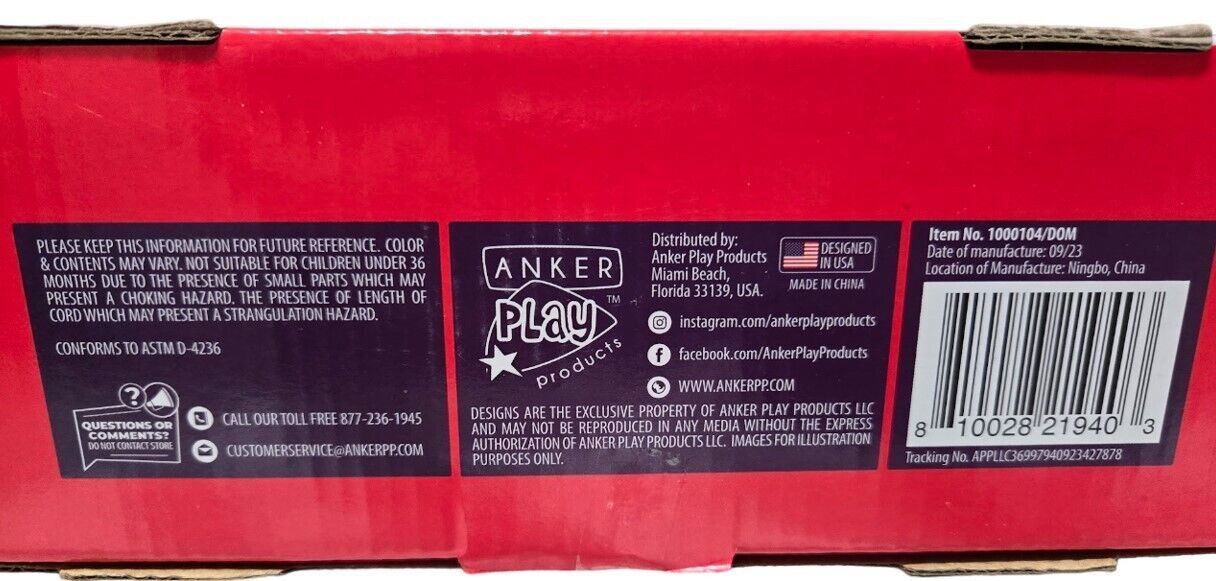 PLEASE KEEP THIS INFORMATION FOR FUTURE REFERENCE. COLOR
& CONTENTS MAY VARY. NOT SUITABLE FOR CHILDREN UNDER 36
MONTHS DUE TO THE PRESENCE OF SMALL PARTS WHICH MAY
PRESENT A CHOKING HAZARD. THE PRESENCE OF LENGTH OF
CORD WHICH MAY PRESENT A STRANGULATION HAZARD.
CONFORMS TO ASTM D-4236
?
QUESTIONS OR
COMMENTS?
DO NOT CONTACT STORE
CALL OUR TOLL FREE 877-236-1945
CUSTOMERSERVICE@ANKERPP.COM
ANKER
PLay™
products
Distributed by:
Anker Play Products
Miami Beach,
Florida 33139, USA.
DESIGNED
IN USA
MADE IN CHINA
instagram.com/ankerplayproducts
facebook.com/AnkerPlayProducts
WWW.ANKERPP.COM
DESIGNS ARE THE EXCLUSIVE PROPERTY OF ANKER PLAY PRODUCTS LLC
AND MAY NOT BE REPRODUCED IN ANY MEDIA WITHOUT THE EXPRESS
AUTHORIZATION OF ANKER PLAY PRODUCTS LLC. IMAGES FOR ILLUSTRATION
PURPOSES ONLY.
Item No. 1000104/DOM
Date of manufacture: 09/23
Location of Manufacture: Ningbo, China
8 10028 21940 3
Tracking No. APPLLC36997940923427878